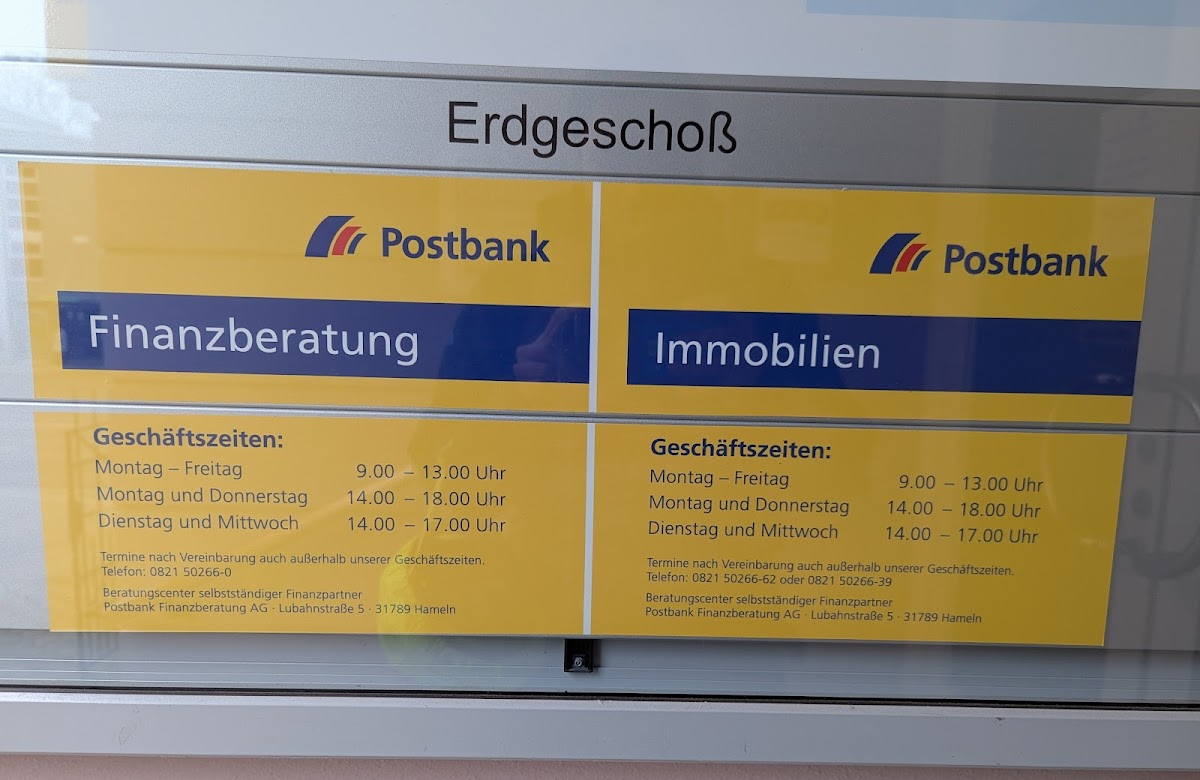 Erdgeschoß
Postbank
Finanzberatung
Geschäftszeiten:
Montag – Freitag 9.00 – 13.00 Uhr
Montag und Donnerstag 14.00 – 18.00 Uhr
Dienstag und Mittwoch 14.00 – 17.00 Uhr
Termine nach Vereinbarung auch außerhalb unserer Geschäftszeiten.
Telefon: 0821 50266-0
Beratungscenter selbstständiger Finanzpartner
Postbank Finanzberatung AG · Lubahnstraße 5 · 31789 Hameln
Postbank
Immobilien
Geschäftszeiten:
Montag – Freitag 9.00 – 13.00 Uhr
Montag und Donnerstag 14.00 – 18.00 Uhr
Dienstag und Mittwoch 14.00 – 17.00 Uhr
Termine nach Vereinbarung auch außerhalb unserer Geschäftszeiten.
Telefon: 0821 50266-62 oder 0821 50266-39
Beratungscenter selbstständiger Finanzpartner
Postbank Finanzberatung AG · Lubahnstraße 5 · 31789 Hameln